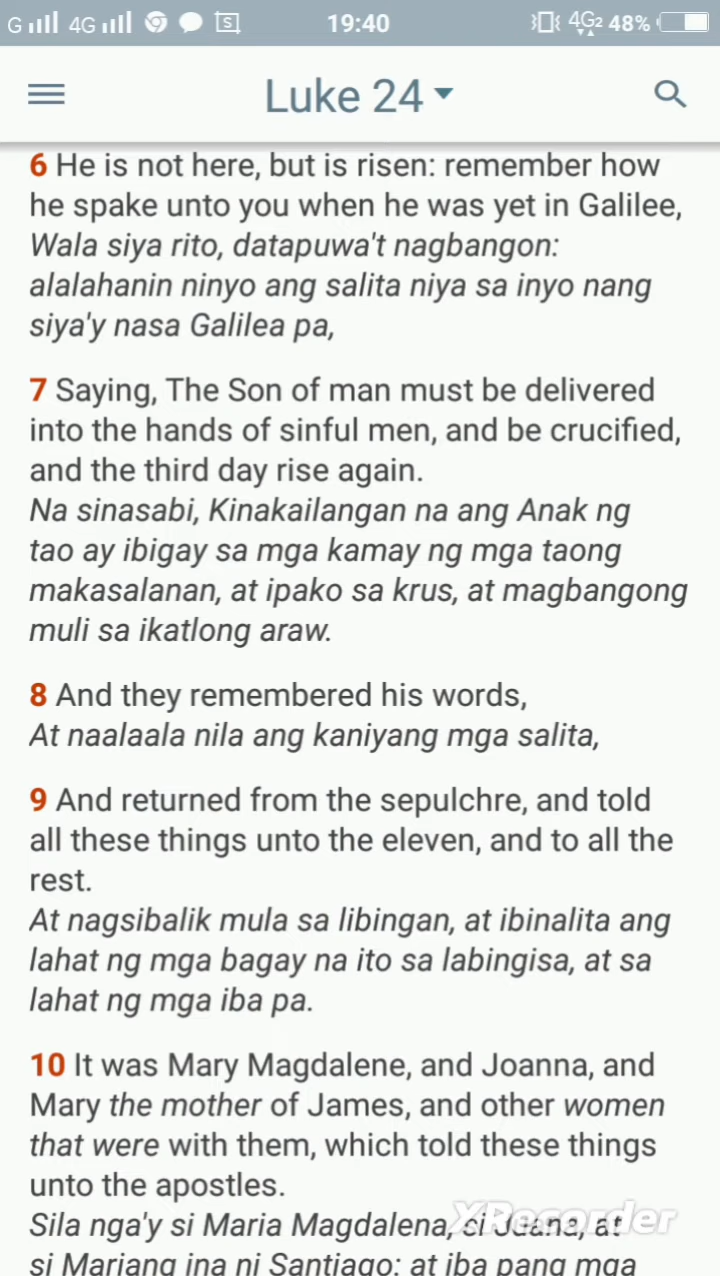 G 4G S 19:40 4G2 48%
Luke 24
6 He is not here, but is risen: remember how
he spake unto you when he was yet in Galilee,
Wala siya rito, datapuwa't nagbangon:
alalahanin ninyo ang salita niya sa inyo nang
siya'y nasa Galilea pa,
7 Saying, The Son of man must be delivered
into the hands of sinful men, and be crucified,
and the third day rise again.
Na sinasabi, Kinakailangan na ang Anak ng
tao ay ibigay sa mga kamay ng mga taong
makasalanan, at ipako sa krus, at magbangong
muli sa ikatlong araw.
8 And they remembered his words,
At naalaala nila ang kaniyang mga salita,
9 And returned from the sepulchre, and told
all these things unto the eleven, and to all the
rest.
At nagsibalik mula sa libingan, at ibinalita ang
lahat ng mga bagay na ito sa labingisa, at sa
lahat ng mga iba pa.
10 It was Mary Magdalene, and Joanna, and
Mary the mother of James, and other women
that were with them, which told these things
unto the apostles.
Sila nga'y si Maria Magdalena, si Juana, at
XRecorder
si Mariang ina ni Santiago: at iba pang mga